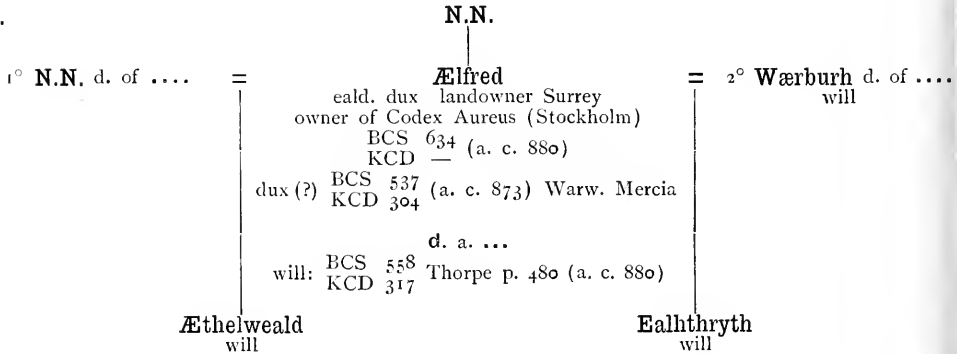 N.N.
1° N.N. d. of .... = Ælfred = 2° Wærburh d. of ....
eald. dux landowner Surrey will
owner of Codex Aureus (Stockholm)
BCS 634 (a. c. 880)
KCD —
dux (?) BCS 537 (a. c. 873) Warw. Mercia
KCD 304
d. a. ...
will: BCS 558 Thorpe p. 480 (a. c. 880)
KCD 317
Æthelweald Ealhthryth
will will